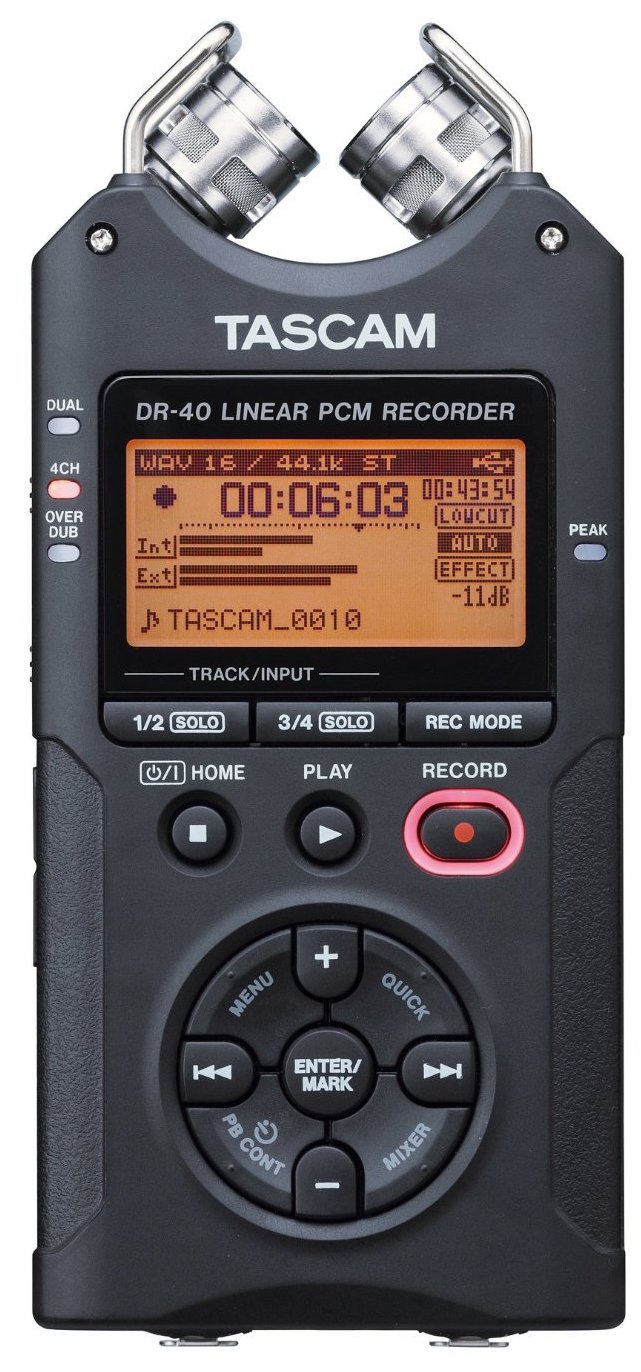 TASCAM
DR-40 LINEAR PCM RECORDER
DUAL
4CH
OVER
DUB
PEAK
WAV 16 / 44.1k ST
00:06:03
00:43:54
LOWCUT
AUTO
EFFECT
-11dB
Int
Ext
TASCAM_0010
TRACK/INPUT
1/2 SOLO
3/4 SOLO
REC MODE
⏻/I HOME
PLAY
RECORD
+
MENU
QUICK
ENTER/
MARK
PB CONT
MIXER
−